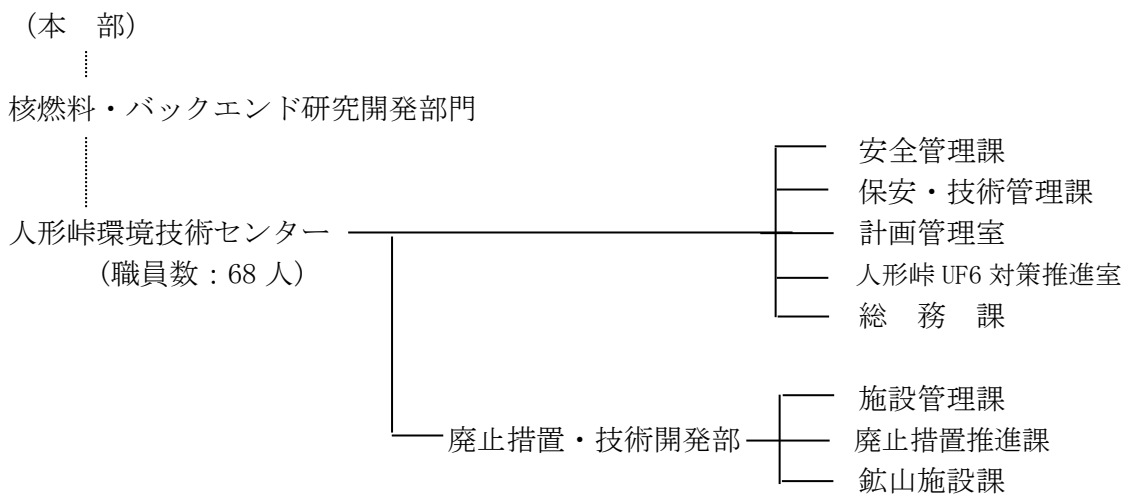 (本　部)
核燃料・バックエンド研究開発部門
安全管理課
保安・技術管理課
人形峠環境技術センター
計画管理室
(職員数：68 人)
人形峠 UF6 対策推進室
総　務　課
施設管理課
廃止措置・技術開発部
廃止措置推進課
鉱山施設課